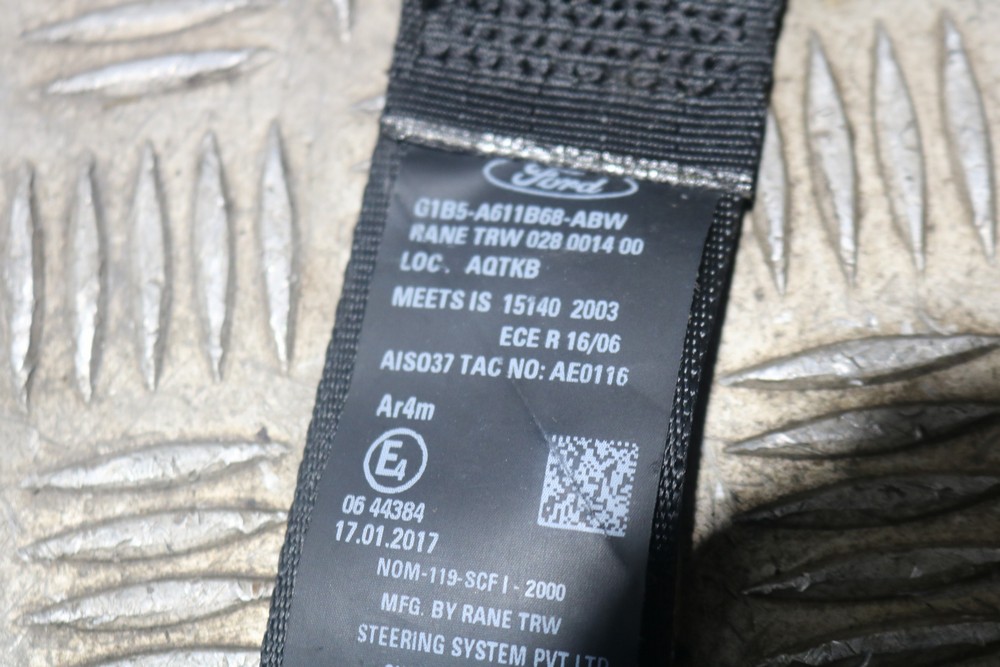 Ford
G1B5-A611B68-ABW
RANE TRW 028 0014 00
LOC. AQTKB
MEETS IS 15140 2003
ECE R 16/06
AISO37 TAC NO: AE0116
Ar4m
E4
06 44384
17.01.2017
NOM-119-SCFI-2000
MFG. BY RANE TRW
STEERING SYSTEM PVT LTD